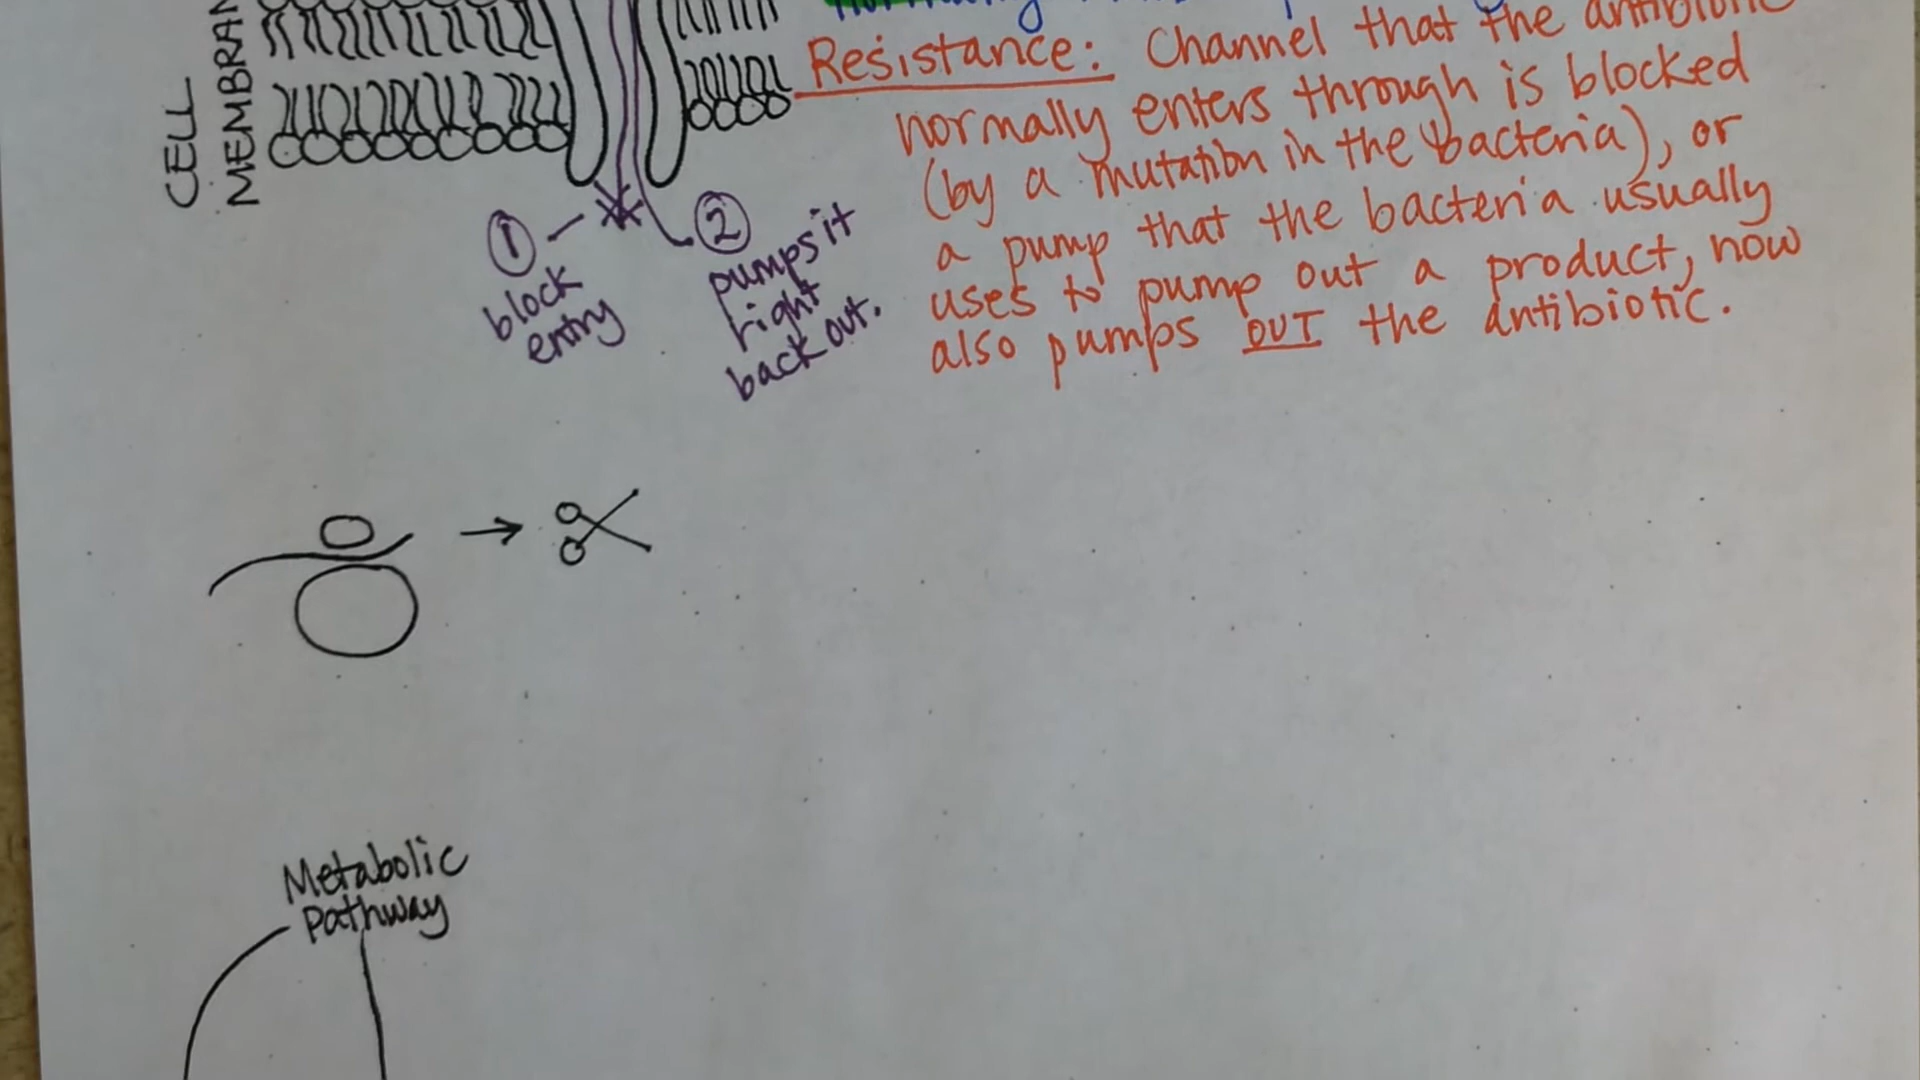 CELL
Resistance: Channel that the antibiotic
normally enters through is blocked
(by a mutation in the bacteria), or
a pump that the bacteria usually
uses to pump out a product, now
also pumps OUT the antibiotic.
①
block
entry
②
pumps it
right
back out.
Metabolic
Pathway